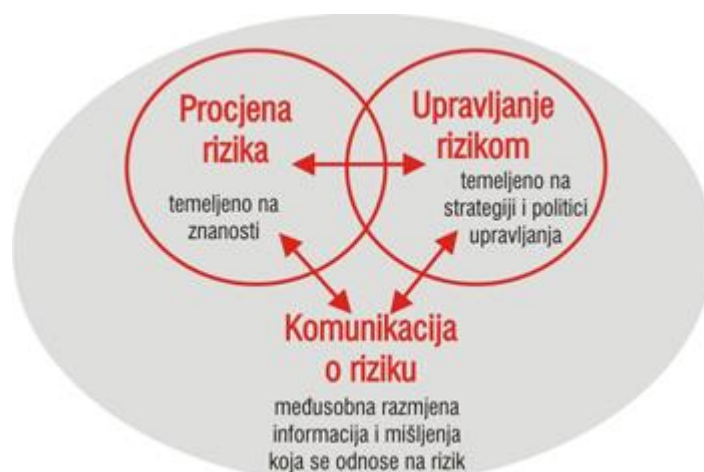 Procjena
rizika
temeljeno na
znanosti
Upravljanje
rizikom
temeljeno na
strategiji i politici
upravljanja
Komunikacija
o riziku
međusobna razmjena
informacija i mišljenja
koja se odnose na rizik